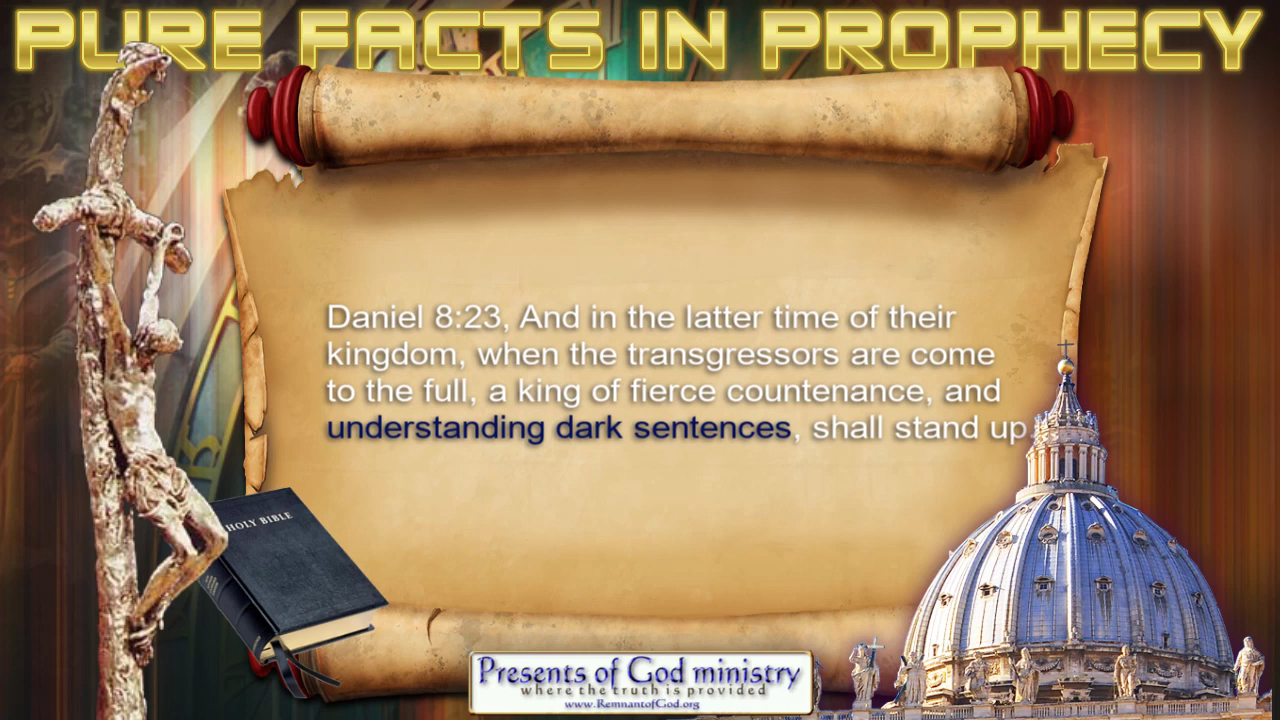 PURE FACTS IN PROPHECY
Daniel 8:23, And in the latter time of their
kingdom, when the transgressors are come
to the full, a king of fierce countenance, and
understanding dark sentences, shall stand up.
HOLY BIBLE
Presents of God ministry
where the truth is provided
www.RemnantofGod.org